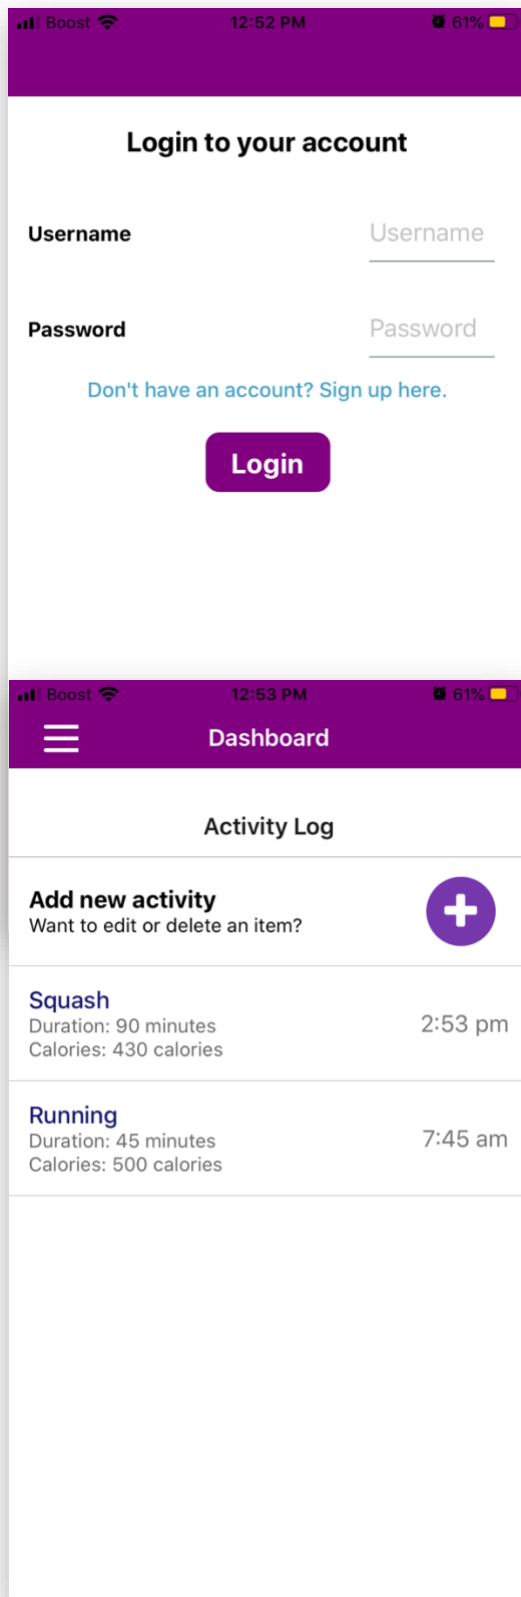 Boost 12:52 PM 61%
Login to your account
Username Username
Password Password
Don't have an account? Sign up here.
Login
Boost 12:53 PM 61%
Dashboard
Activity Log
Add new activity
Want to edit or delete an item?
Squash
Duration: 90 minutes
2:53 pm
Calories: 430 calories
Running
Duration: 45 minutes
7:45 am
Calories: 500 calories